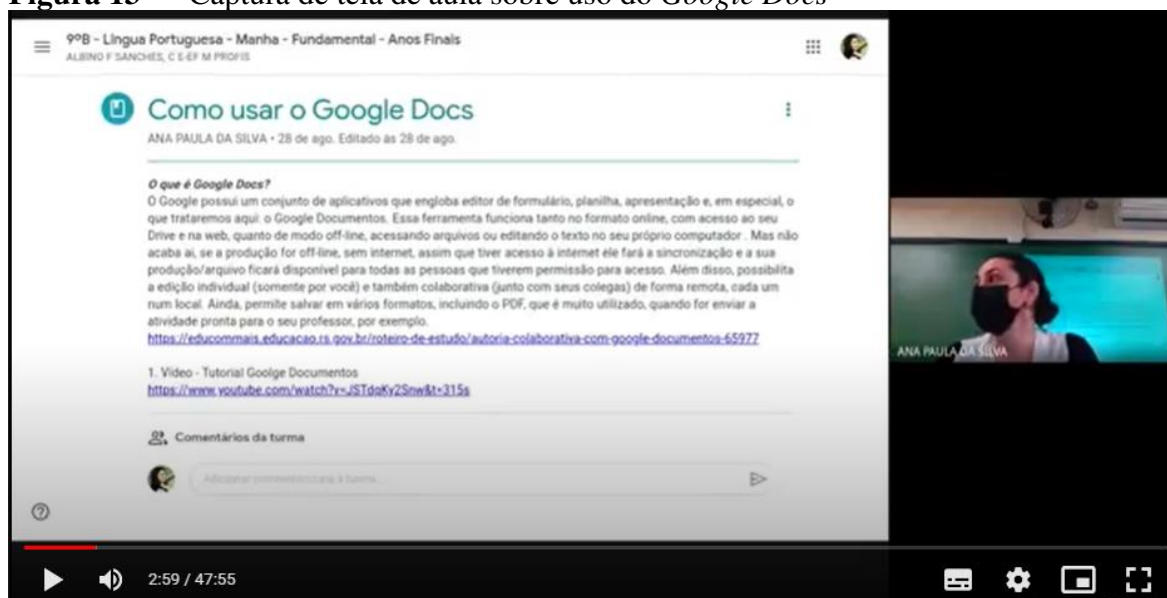 Figura 15 Captura de tela de aula sobre uso do Google Docs
9ºB - Língua Portuguesa - Manha - Fundamental - Anos Finais
ALBINO F SANCHES, C E-EF M PROFIS
Como usar o Google Docs
ANA PAULA DA SILVA • 28 de ago. Editado às 28 de ago.
O que é Google Docs?
O Google possui um conjunto de aplicativos que engloba editor de formulário, planilha, apresentação e, em especial, o
que trataremos aqui: o Google Documentos. Essa ferramenta funciona tanto no formato online, com acesso ao seu
Drive e na web, quanto de modo off-line, acessando arquivos ou editando o texto no seu próprio computador . Mas não
acaba ai, se a produção for off-line, sem internet, assim que tiver acesso à internet ele fará a sincronização e a sua
produção/arquivo ficará disponível para todas as pessoas que tiverem permissão para acesso. Além disso, possibilita
a edição individual (somente por você) e também colaborativa (junto com seus colegas) de forma remota, cada um
num local. Ainda, permite salvar em vários formatos, incluindo o PDF, que é muito utilizado, quando for enviar a
atividade pronta para o seu professor, por exemplo.
https://educommais.educacao.rs.gov.br/roteiro-de-estudo/autoria-colaborativa-com-google-documentos-65977
1. Video - Tutorial Goolge Documentos
https://www.youtube.com/watch?v=JSTdqKy2Snw&t=315s
Comentários da turma
Adicionar comentário para a turma...
ANA PAULA DA SILVA
2:59 / 47:55